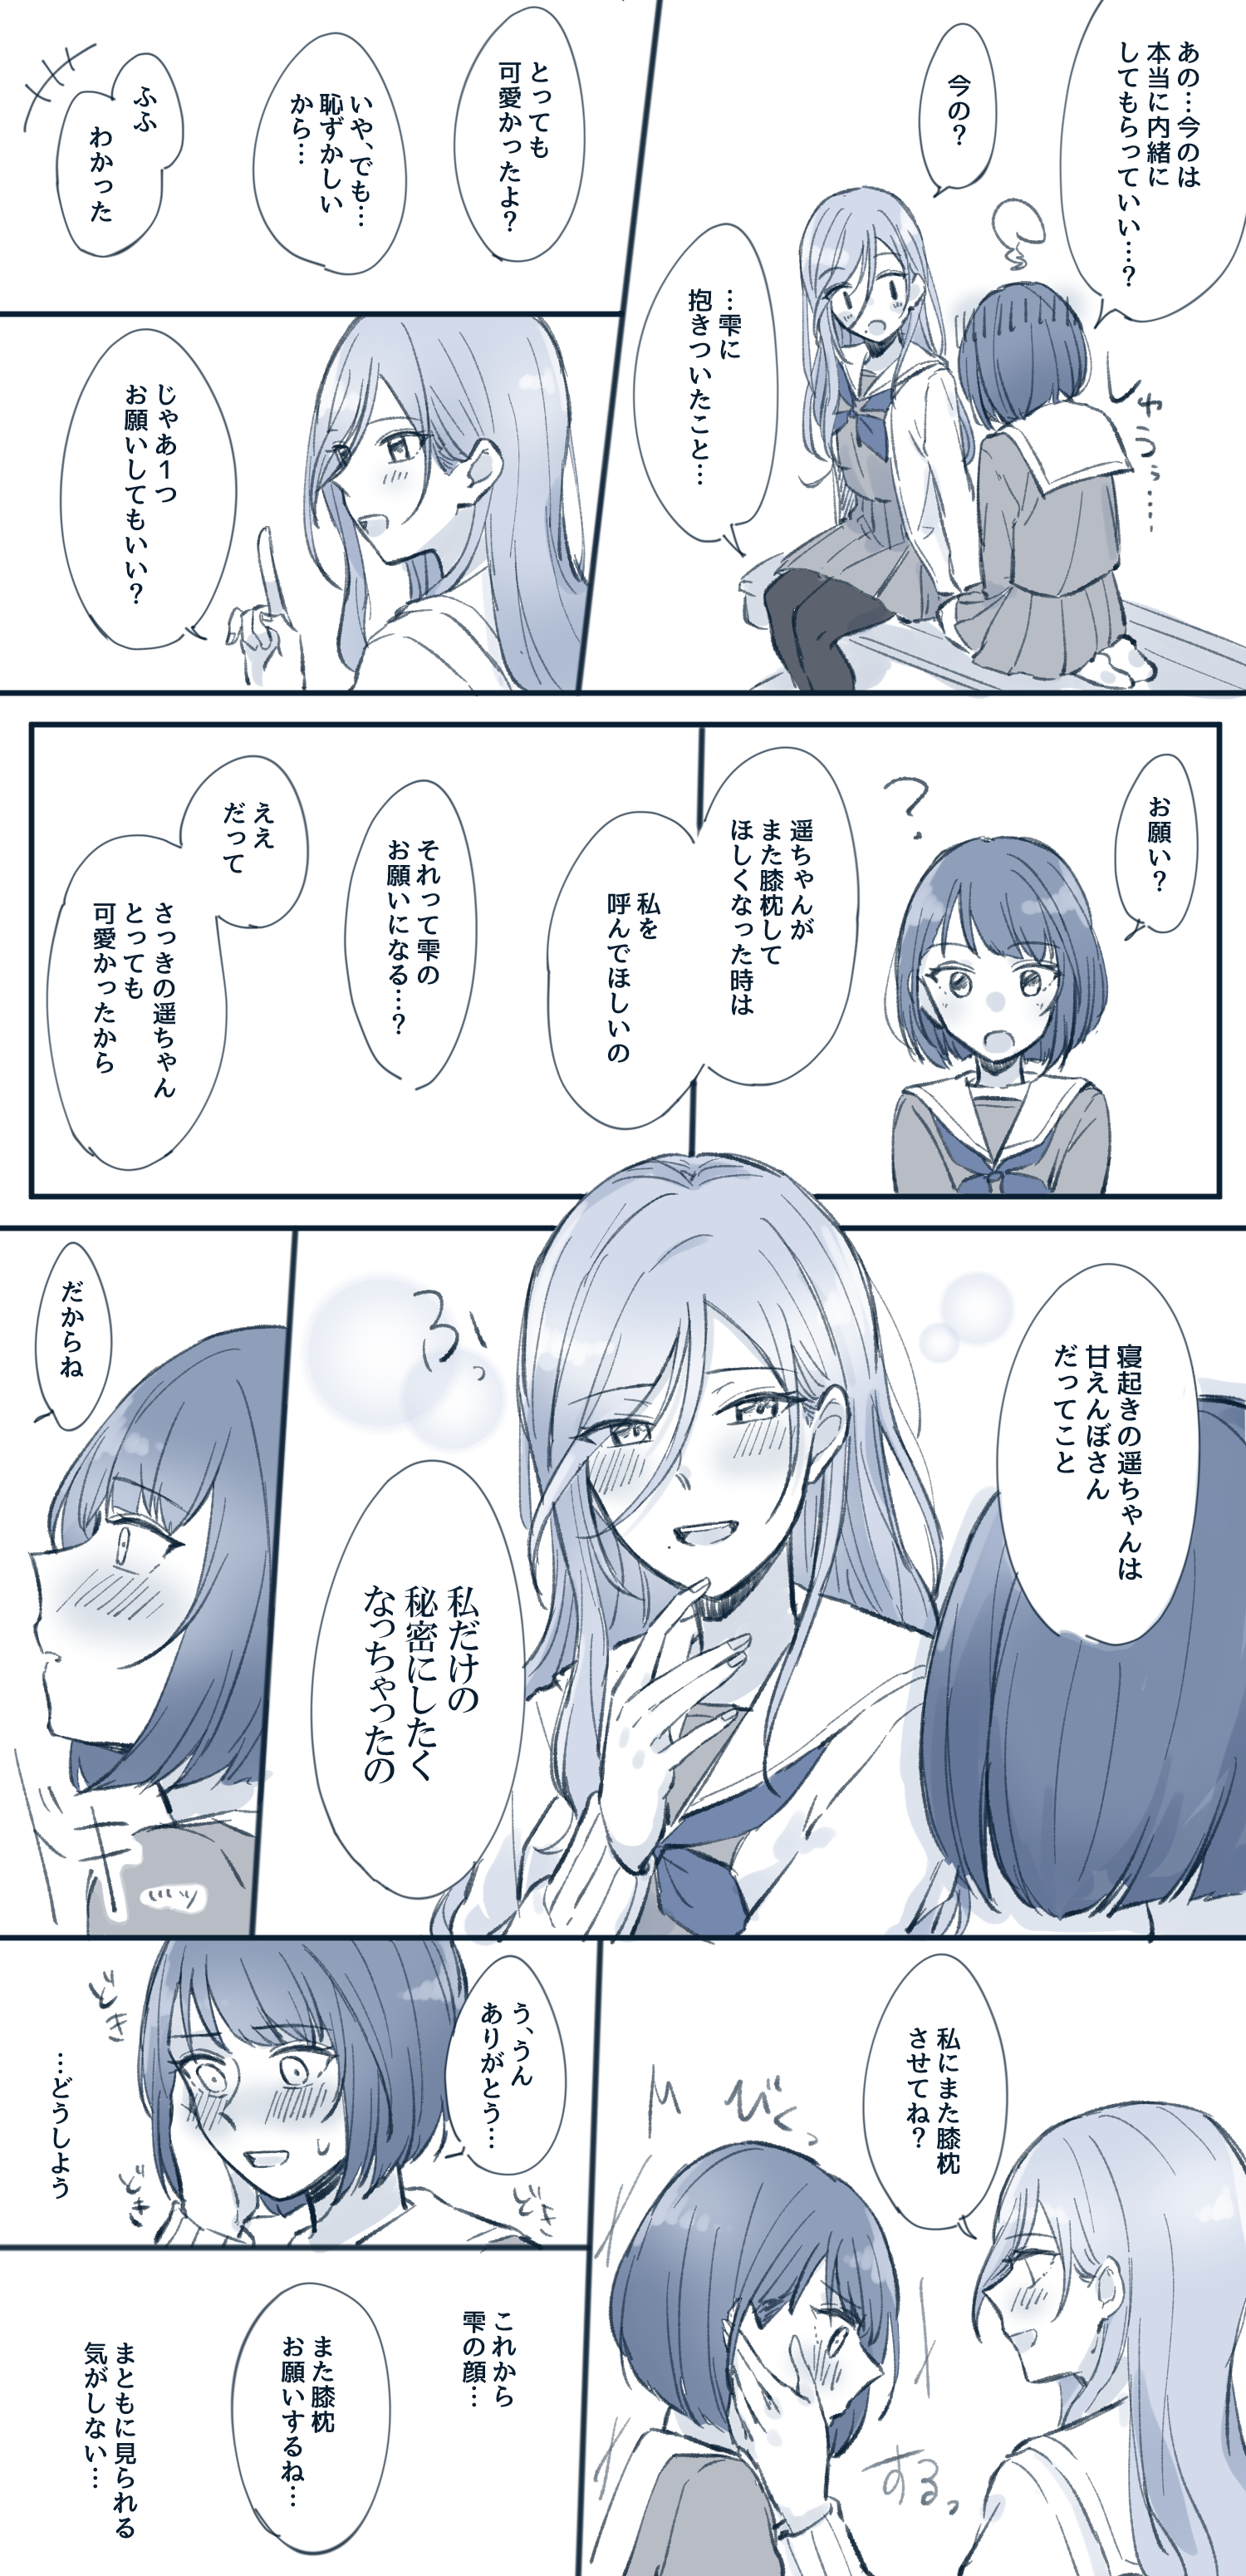 あの…今のは
本当に内緒に
してもらっていい…？
今の？
しゅうぅ……
…雫に
抱きついたこと…
とっても
可愛かったよ？
いや、でも…
恥ずかしい
から…
ふふ
わかった
じゃあ1つ
お願いしてもいい？
お願い？
？
遥ちゃんが
また膝枕して
ほしくなった時は
私を
呼んでほしいの
それって雫の
お願いになる…？
ええ
だって
さっきの遥ちゃん
とっても
可愛かったから
寝起きの遥ちゃんは
甘えんぼさん
だってこと
ふふっ
私だけの
秘密にしたく
なっちゃったの
だからね
ドキ
私にまた膝枕
させてね？
びくっ
するっ
う、うん
ありがとう…
どき
どき
どき
…どうしよう
これから
雫の顔…
また膝枕
お願いするね…
まともに見られる
気がしない…